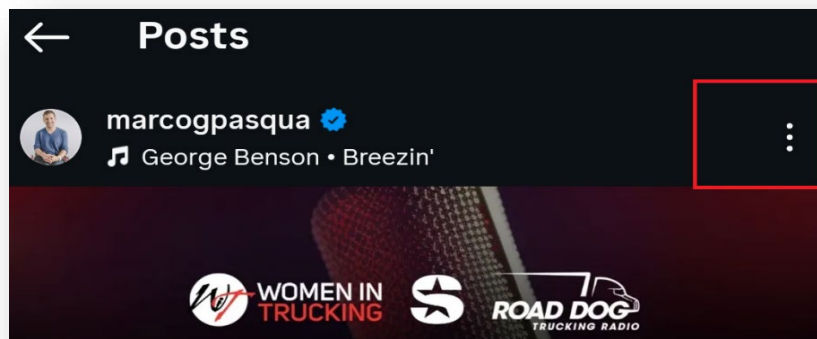 Posts
marcogpasqua
George Benson • Breezin'
WOMEN IN
TRUCKING
S
ROAD DOG
TRUCKING RADIO